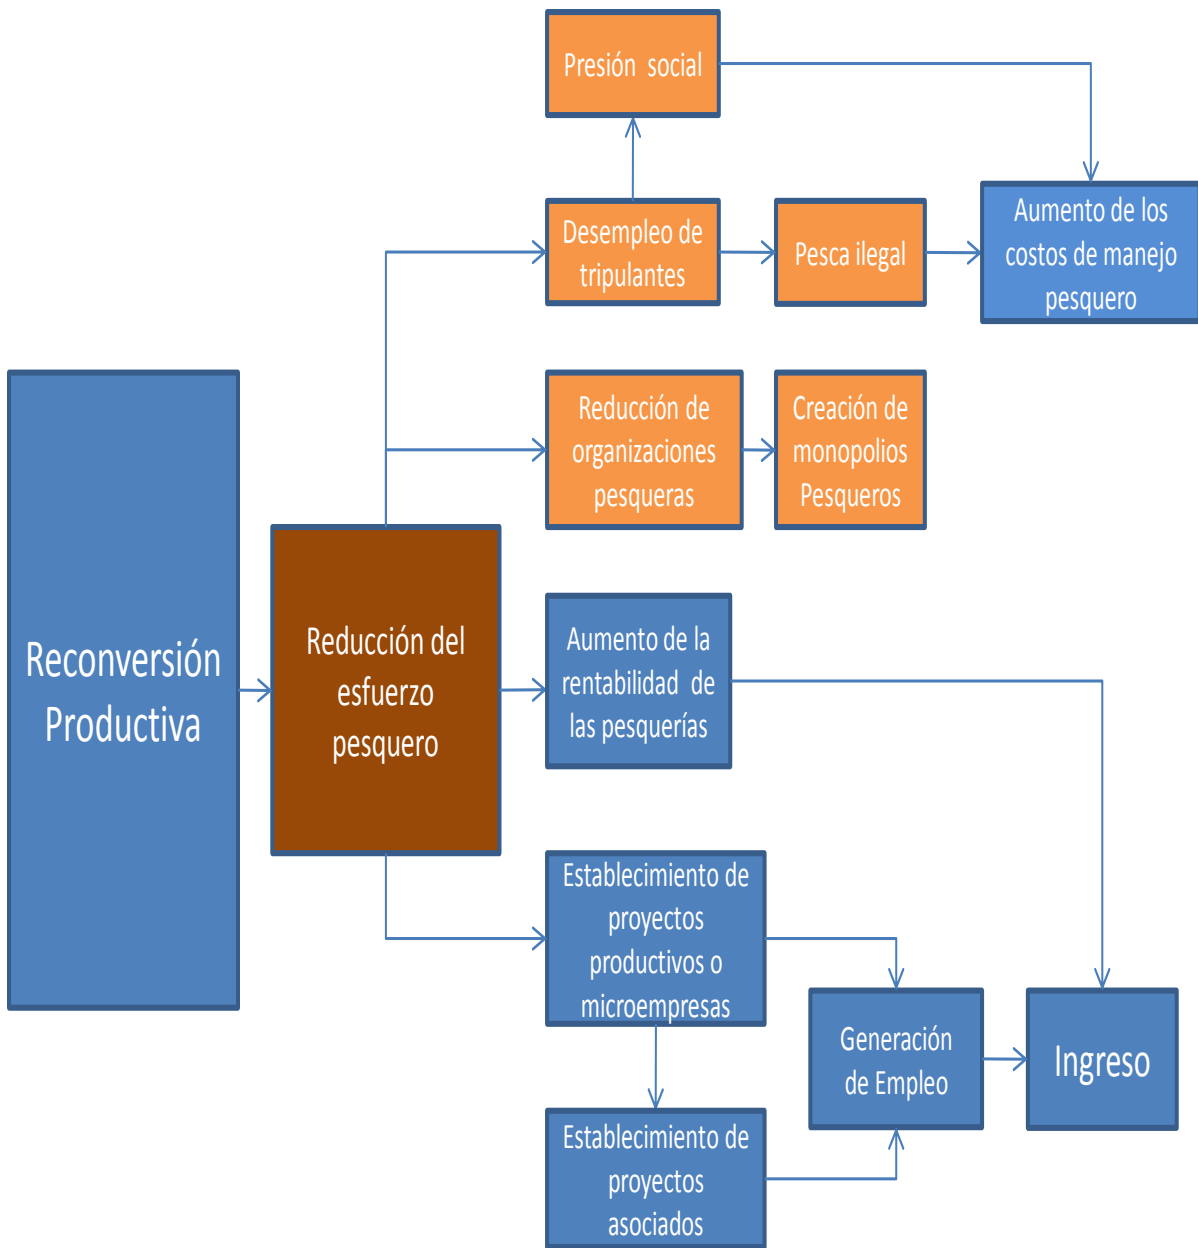 Presión social
Desempleo de
tripulantes
Pesca ilegal
Aumento de los
costos de manejo
pesquero
Reducción de
organizaciones
pesqueras
Creación de
monopolios
Pesqueros
Reconversión
Productiva
Reducción del
esfuerzo
pesquero
Aumento de la
rentabilidad de
las pesquerías
Establecimiento de
proyectos
productivos o
microempresas
Generación
de Empleo
Ingreso
Establecimiento de
proyectos
asociados